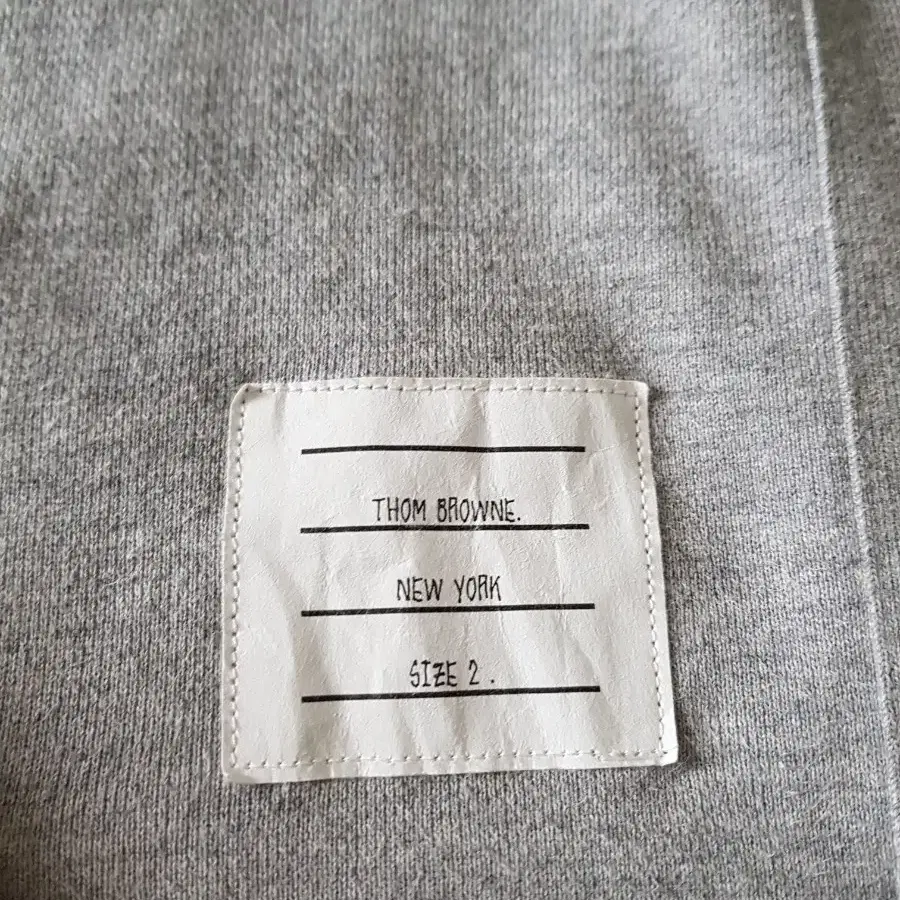 THOM BROWNE.
NEW YORK
SIZE 2 .